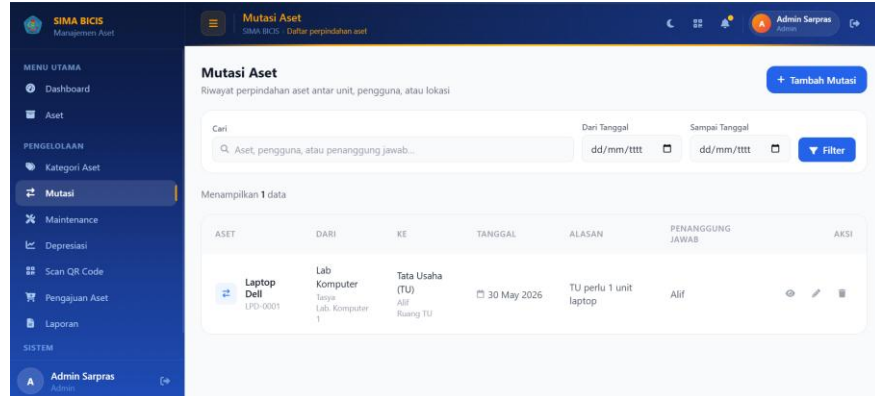 SIMA BICIS
Manajemen Aset
MENU UTAMA
Dashboard
Aset
PENGELOLAAN
Kategori Aset
Mutasi
Maintenance
Depresiasi
Scan QR Code
Pengajuan Aset
Laporan
SISTEM
A
Admin Sarpras
Admin
Mutasi Aset
SIMA BICIS · Daftar perpindahan aset
A
Admin Sarpras
Admin
Mutasi Aset
Riwayat perpindahan aset antar unit, pengguna, atau lokasi
+ Tambah Mutasi
Cari
Aset, pengguna, atau penanggung jawab...
Dari Tanggal
dd/mm/tttt
Sampai Tanggal
dd/mm/tttt
Filter
Menampilkan 1 data
ASET DARI KE TANGGAL ALASAN PENANGGUNG JAWAB AKSI
Laptop
Dell
LPD-0001
Lab
Komputer
Tasya
Lab. Komputer
1
Tata Usaha
(TU)
Alif
Ruang TU
30 May 2026
TU perlu 1 unit
laptop
Alif